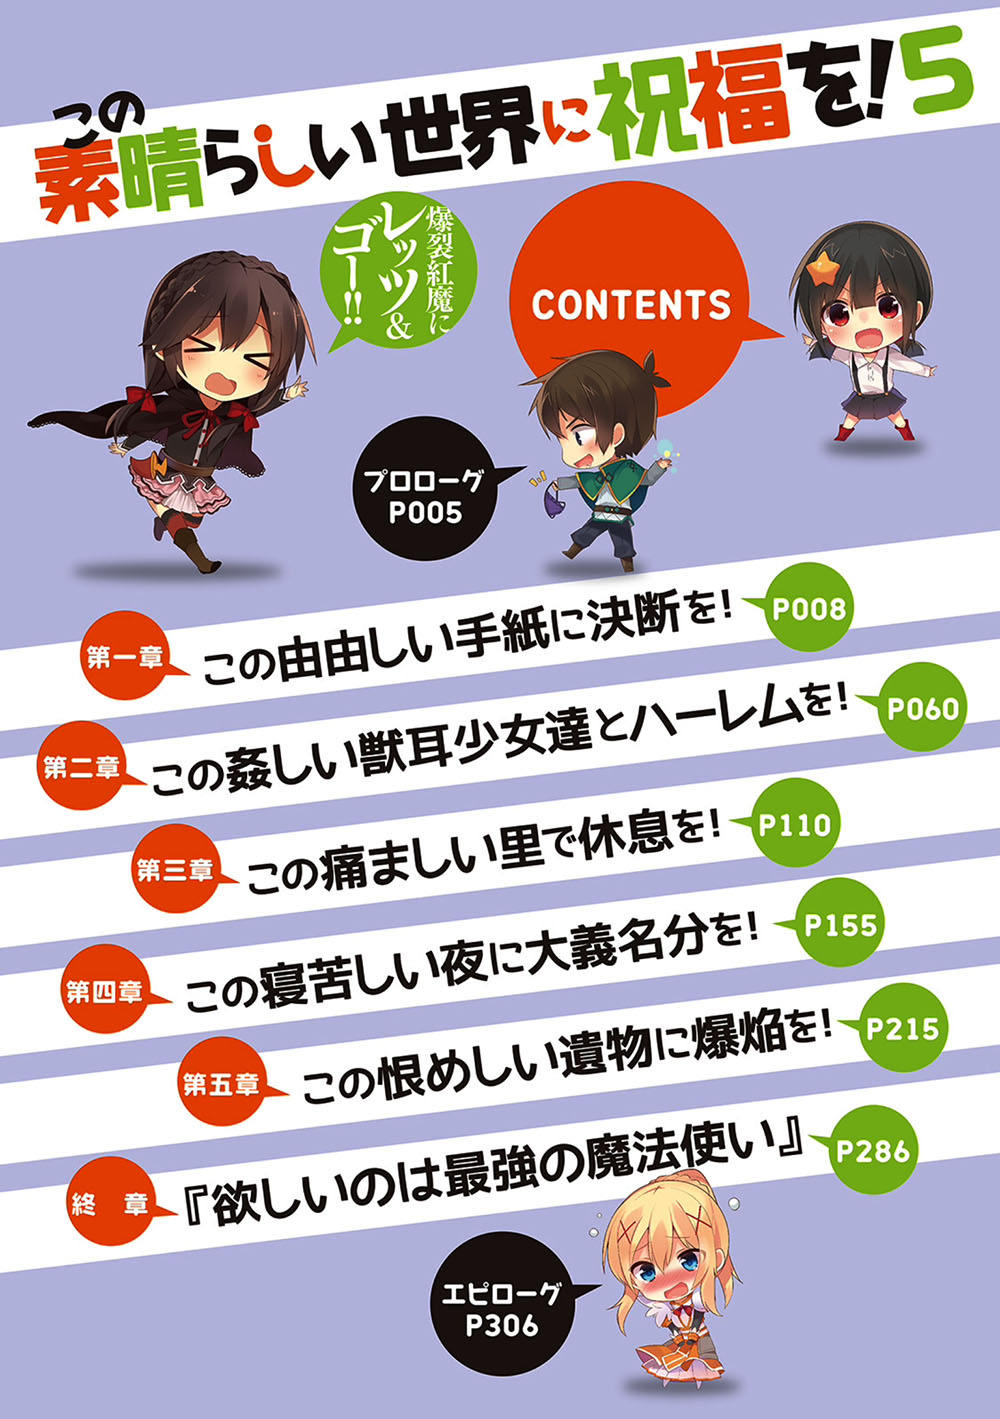 この
素晴らしい世界に祝福を!5
爆裂紅魔に
レッツ&
ゴー!!
CONTENTS
プロローグ
P005
第一章 この由由しい手紙に決断を! P008
第二章 この姦しい獣耳少女達とハーレムを! P060
第三章 この痛ましい里で休息を! P110
第四章 この寝苦しい夜に大義名分を! P155
第五章 この恨めしい遺物に爆焔を! P215
終 章 『欲しいのは最強の魔法使い』 P286
エピローグ
P306